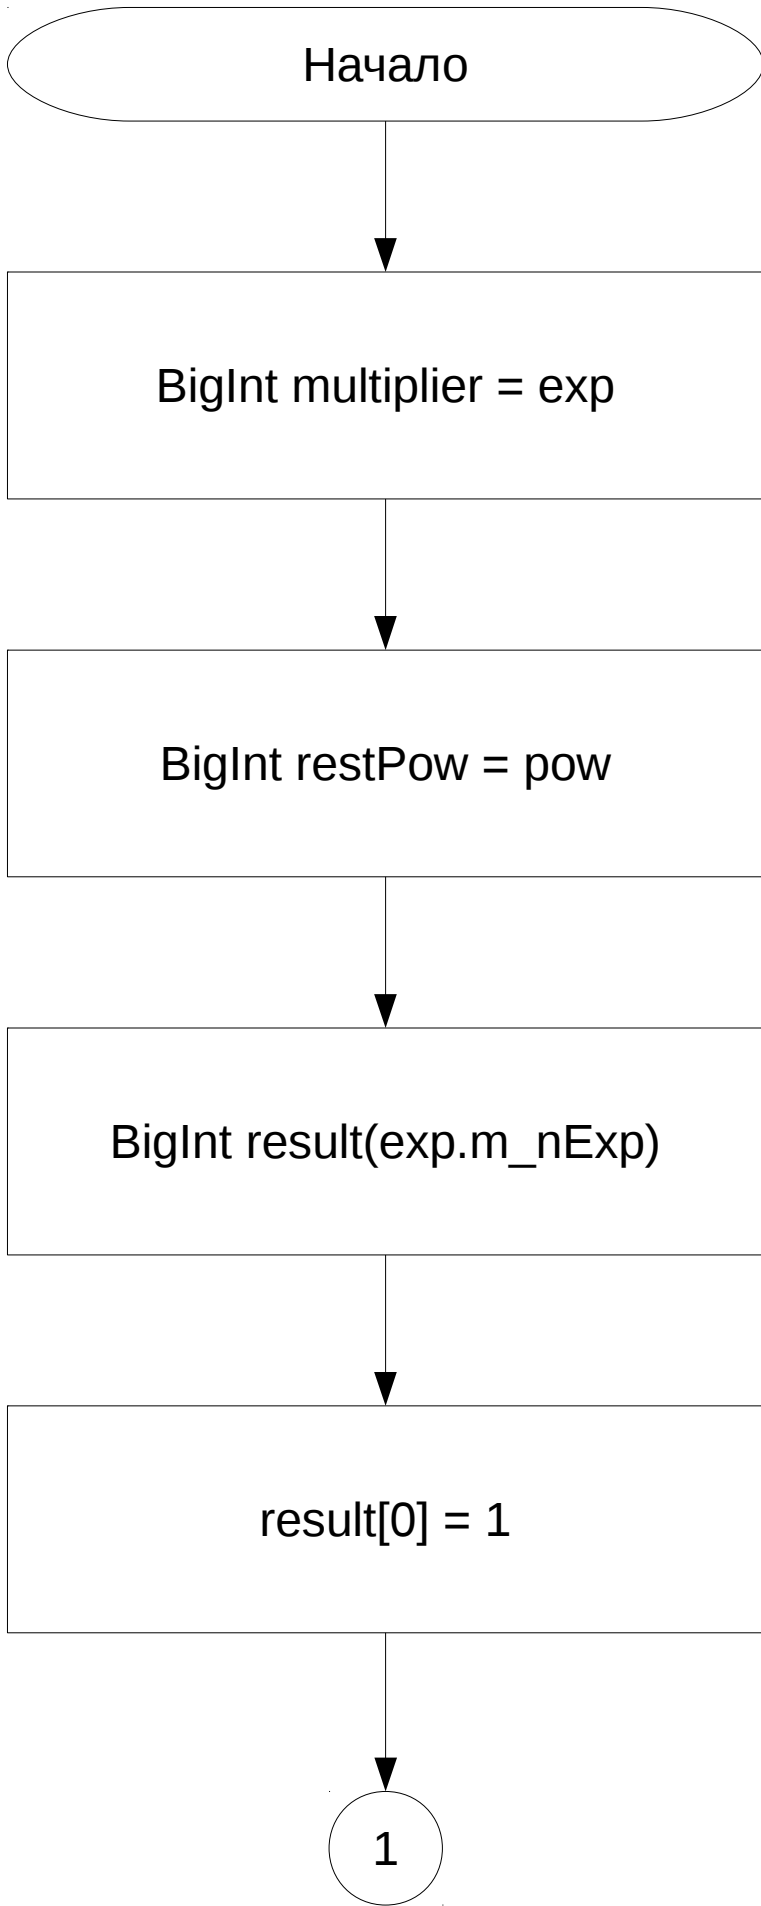 Начало
BigInt multiplier = exp
BigInt restPow = pow
BigInt result(exp.m_nExp)
result[0] = 1
1